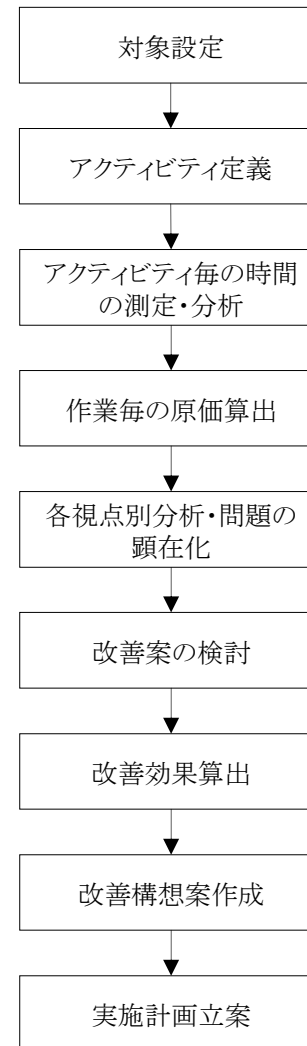 対象設定
アクティビティ定義
アクティビティ毎の時間
の測定・分析
作業毎の原価算出
各視点別分析・問題の
顕在化
改善案の検討
改善効果算出
改善構想案作成
実施計画立案